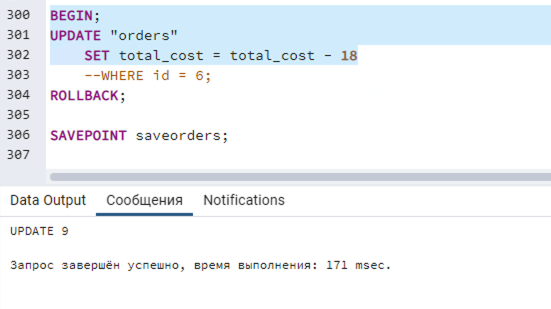 300 BEGIN;
301 UPDATE "orders"
302 SET total_cost = total_cost - 18
303 --WHERE id = 6;
304 ROLLBACK;
305
306 SAVEPOINT saveorders;
307
Data Output Сообщения Notifications
UPDATE 9
Запрос завершён успешно, время выполнения: 171 msec.